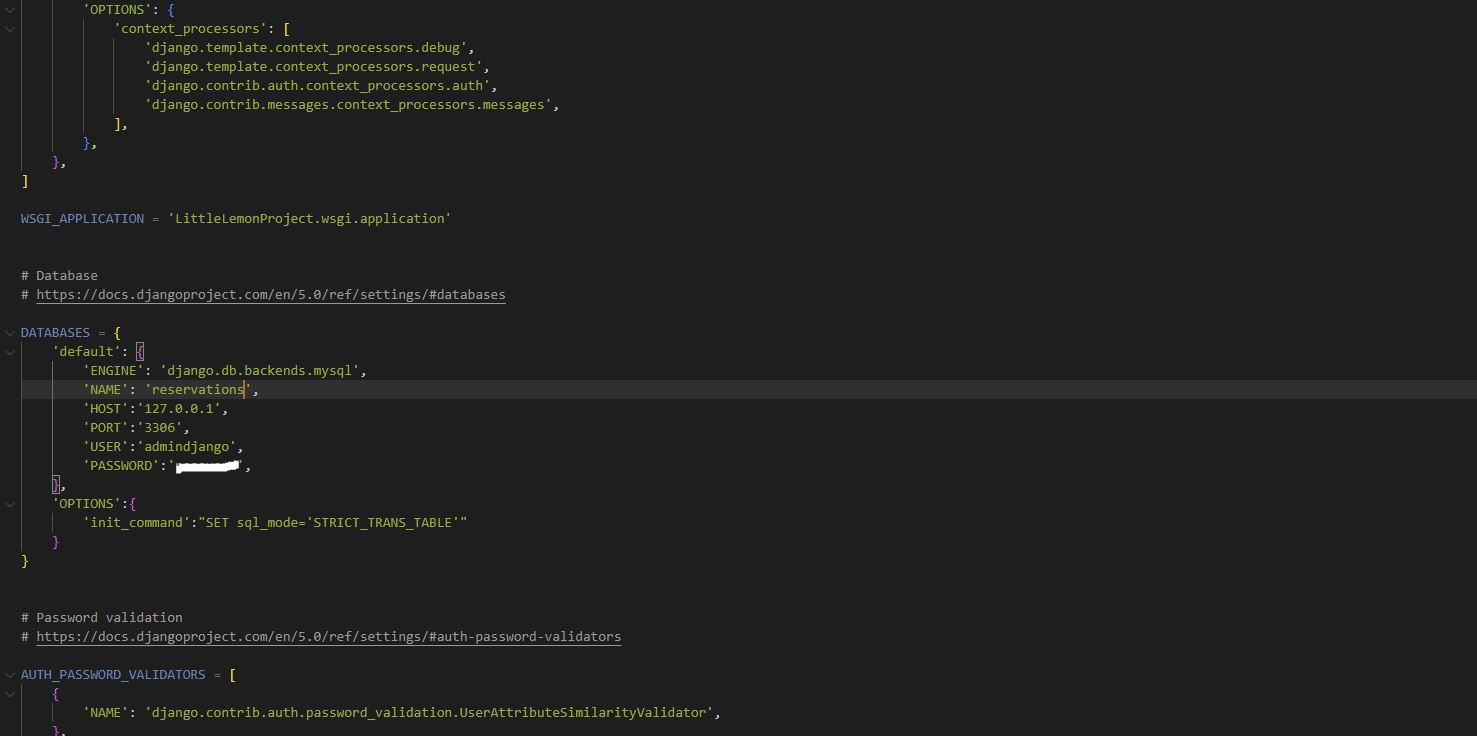 'OPTIONS': {
'context_processors': [
'django.template.context_processors.debug',
'django.template.context_processors.request',
'django.contrib.auth.context_processors.auth',
'django.contrib.messages.context_processors.messages',
],
},
},
]
WSGI_APPLICATION = 'LittleLemonProject.wsgi.application'
# Database
# https://docs.djangoproject.com/en/5.0/ref/settings/#databases
DATABASES = {
'default': {
'ENGINE': 'django.db.backends.mysql',
'NAME': 'reservations',
'HOST':'127.0.0.1',
'PORT':'3306',
'USER':'admindjango',
'PASSWORD':' ',
},
'OPTIONS':{
'init_command':"SET sql_mode='STRICT_TRANS_TABLE'"
}
}
# Password validation
# https://docs.djangoproject.com/en/5.0/ref/settings/#auth-password-validators
AUTH_PASSWORD_VALIDATORS = [
{
'NAME': 'django.contrib.auth.password_validation.UserAttributeSimilarityValidator',
},